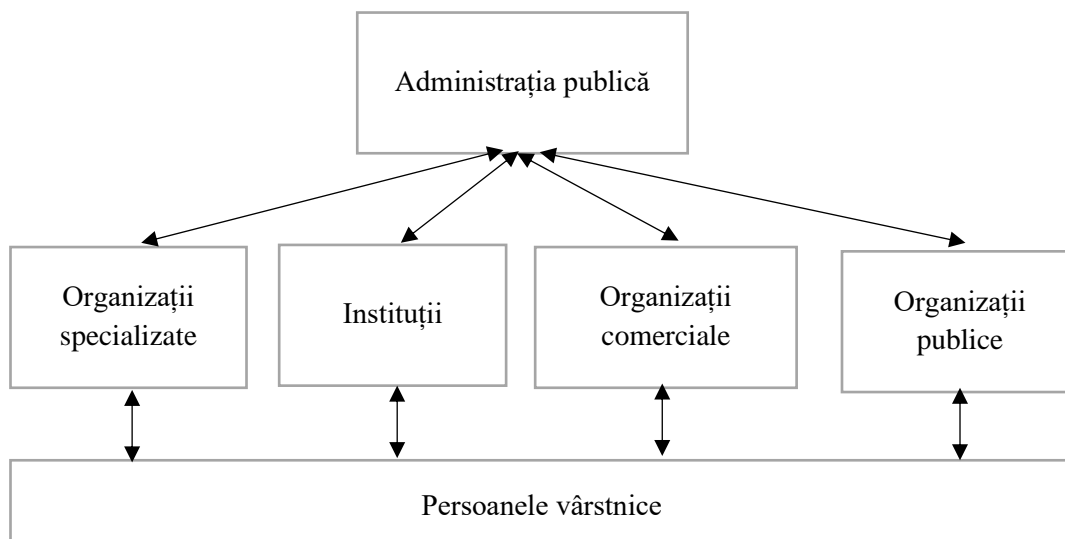 Administrația publică
Organizații
specializate
Instituții
Organizații
comerciale
Organizații
publice
Persoanele vârstnice